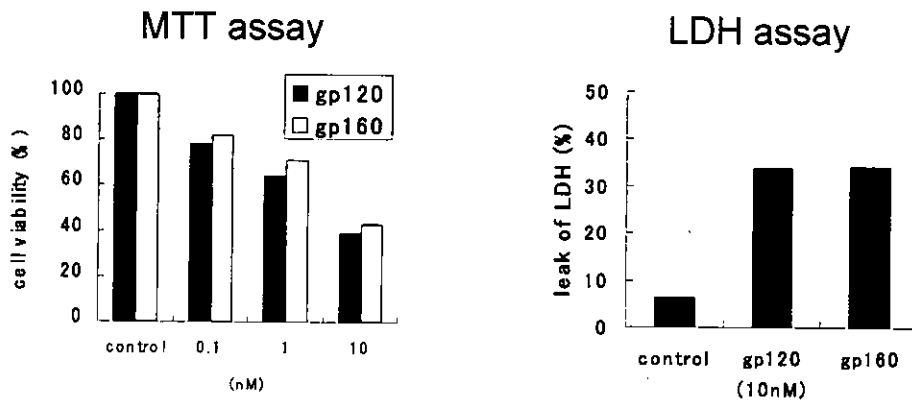 MTT assay
gp120
gp160
cell viability (%)
100
80
60
40
20
0
control 0.1 1 10
(nM)
LDH assay
leak of LDH (%)
50
40
30
20
10
0
control gp120 gp160
(10nM)